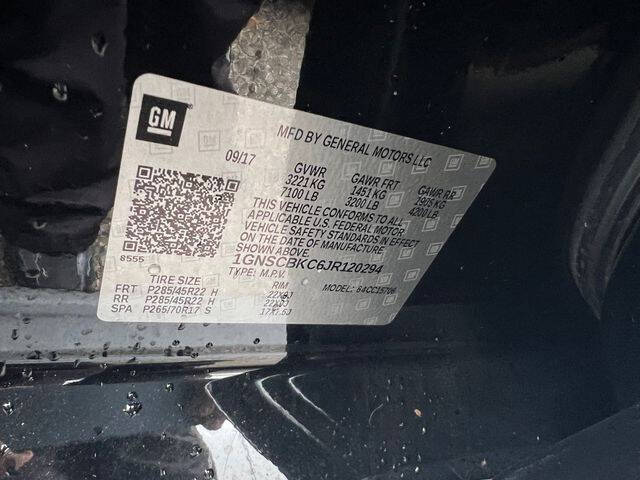 GM
MFD BY GENERAL MOTORS LLC
09/17
GVWR GAWR FRT GAWR RR
3221 KG 1451 KG 1905 KG
7100 LB 3200 LB 4200 LB
THIS VEHICLE CONFORMS TO ALL
APPLICABLE U.S. FEDERAL MOTOR
VEHICLE SAFETY STANDARDS IN EFFECT
ON THE DATE OF MANUFACTURE
SHOWN ABOVE
8555
1GNSCBKC6JR120294
TYPE: M.P.V. MODEL:
TIRE SIZE RIM
FRT P285/45R22 H 22X9J
RR P285/45R22 H 22X9J
SPA P265/70R17 S